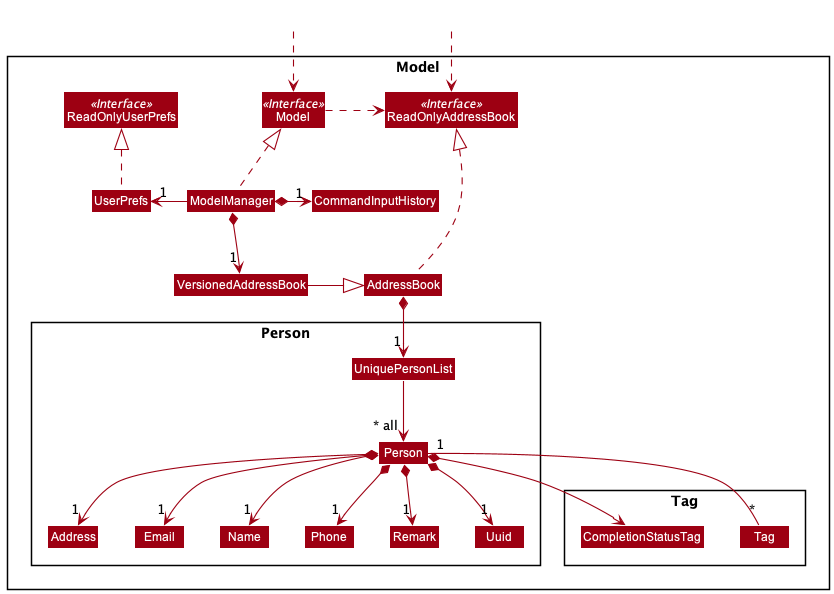 Model
«Interface»
ReadOnlyUserPrefs
«Interface»
Model
«Interface»
ReadOnlyAddressBook
UserPrefs
1
ModelManager
1
CommandInputHistory
1
VersionedAddressBook
AddressBook
Person
1
UniquePersonList
* all
Person
1
Tag
1
1
1
1
1
1
*
Address
Email
Name
Phone
Remark
Uuid
CompletionStatusTag
Tag